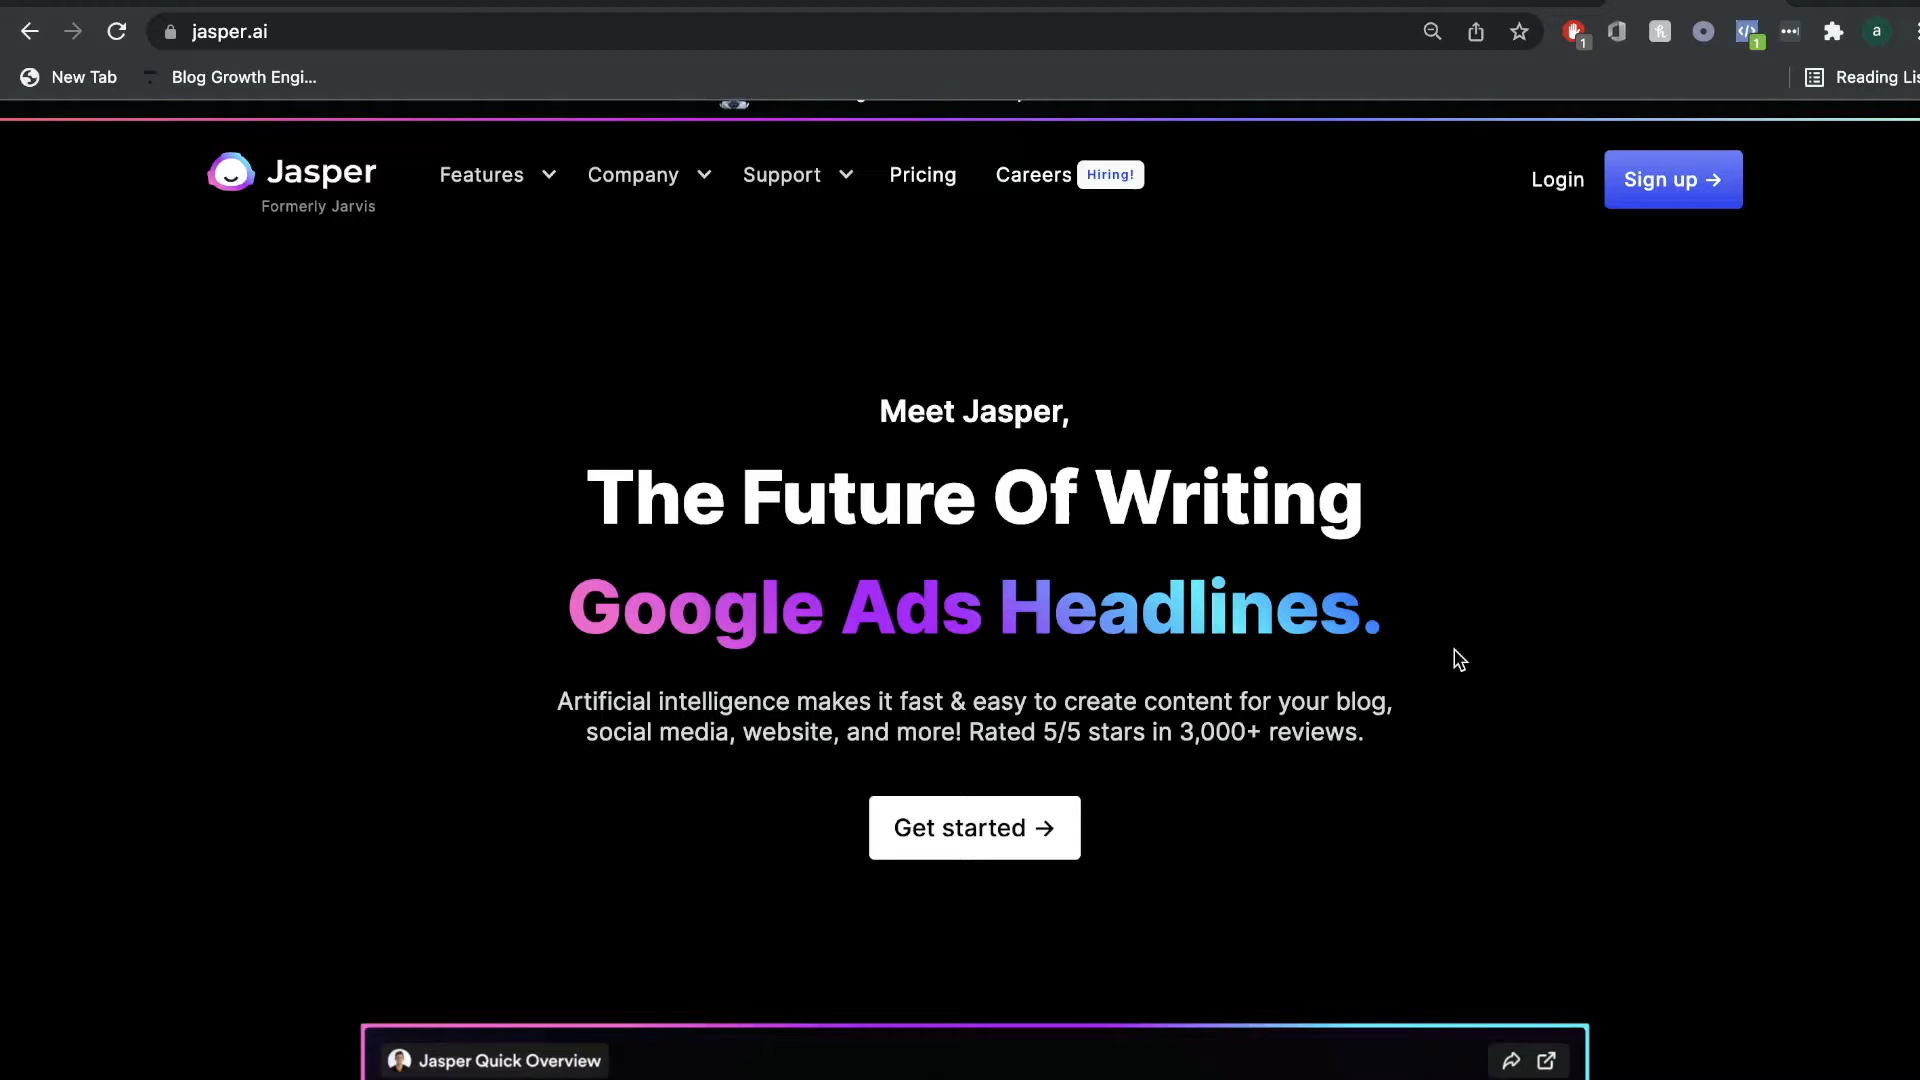 jasper.ai
1
1
a
New Tab
Blog Growth Engi...
Reading Lis
Jasper
Formerly Jarvis
Features
Company
Support
Pricing
Careers
Hiring!
Login
Sign up →
Meet Jasper,
The Future Of Writing
Google Ads Headlines.
Artificial intelligence makes it fast & easy to create content for your blog,
social media, website, and more! Rated 5/5 stars in 3,000+ reviews.
Get started →
Jasper Quick Overview